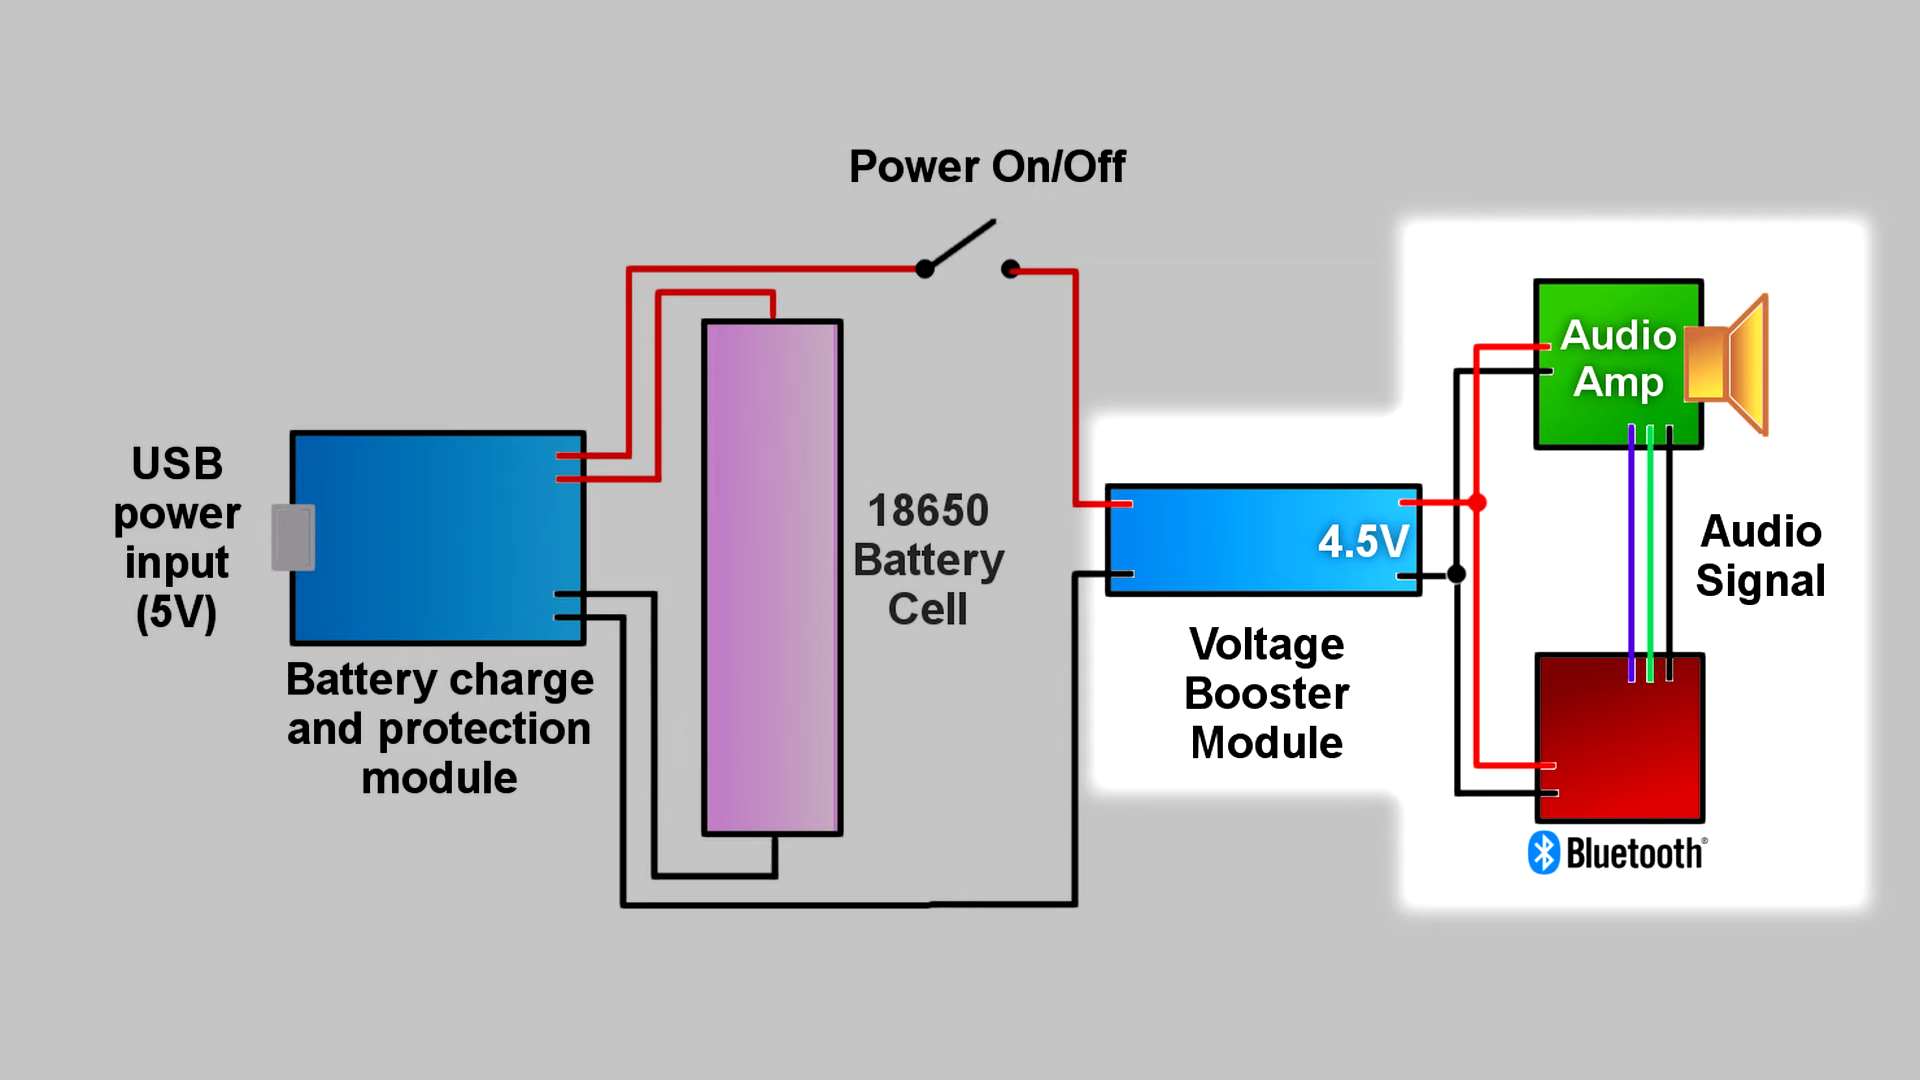 Power On/Off
Audio
Amp
USB
power
input
(5V)
18650
Battery
Cell
4.5V
Audio
Signal
Voltage
Booster
Module
Battery charge
and protection
module
Bluetooth®